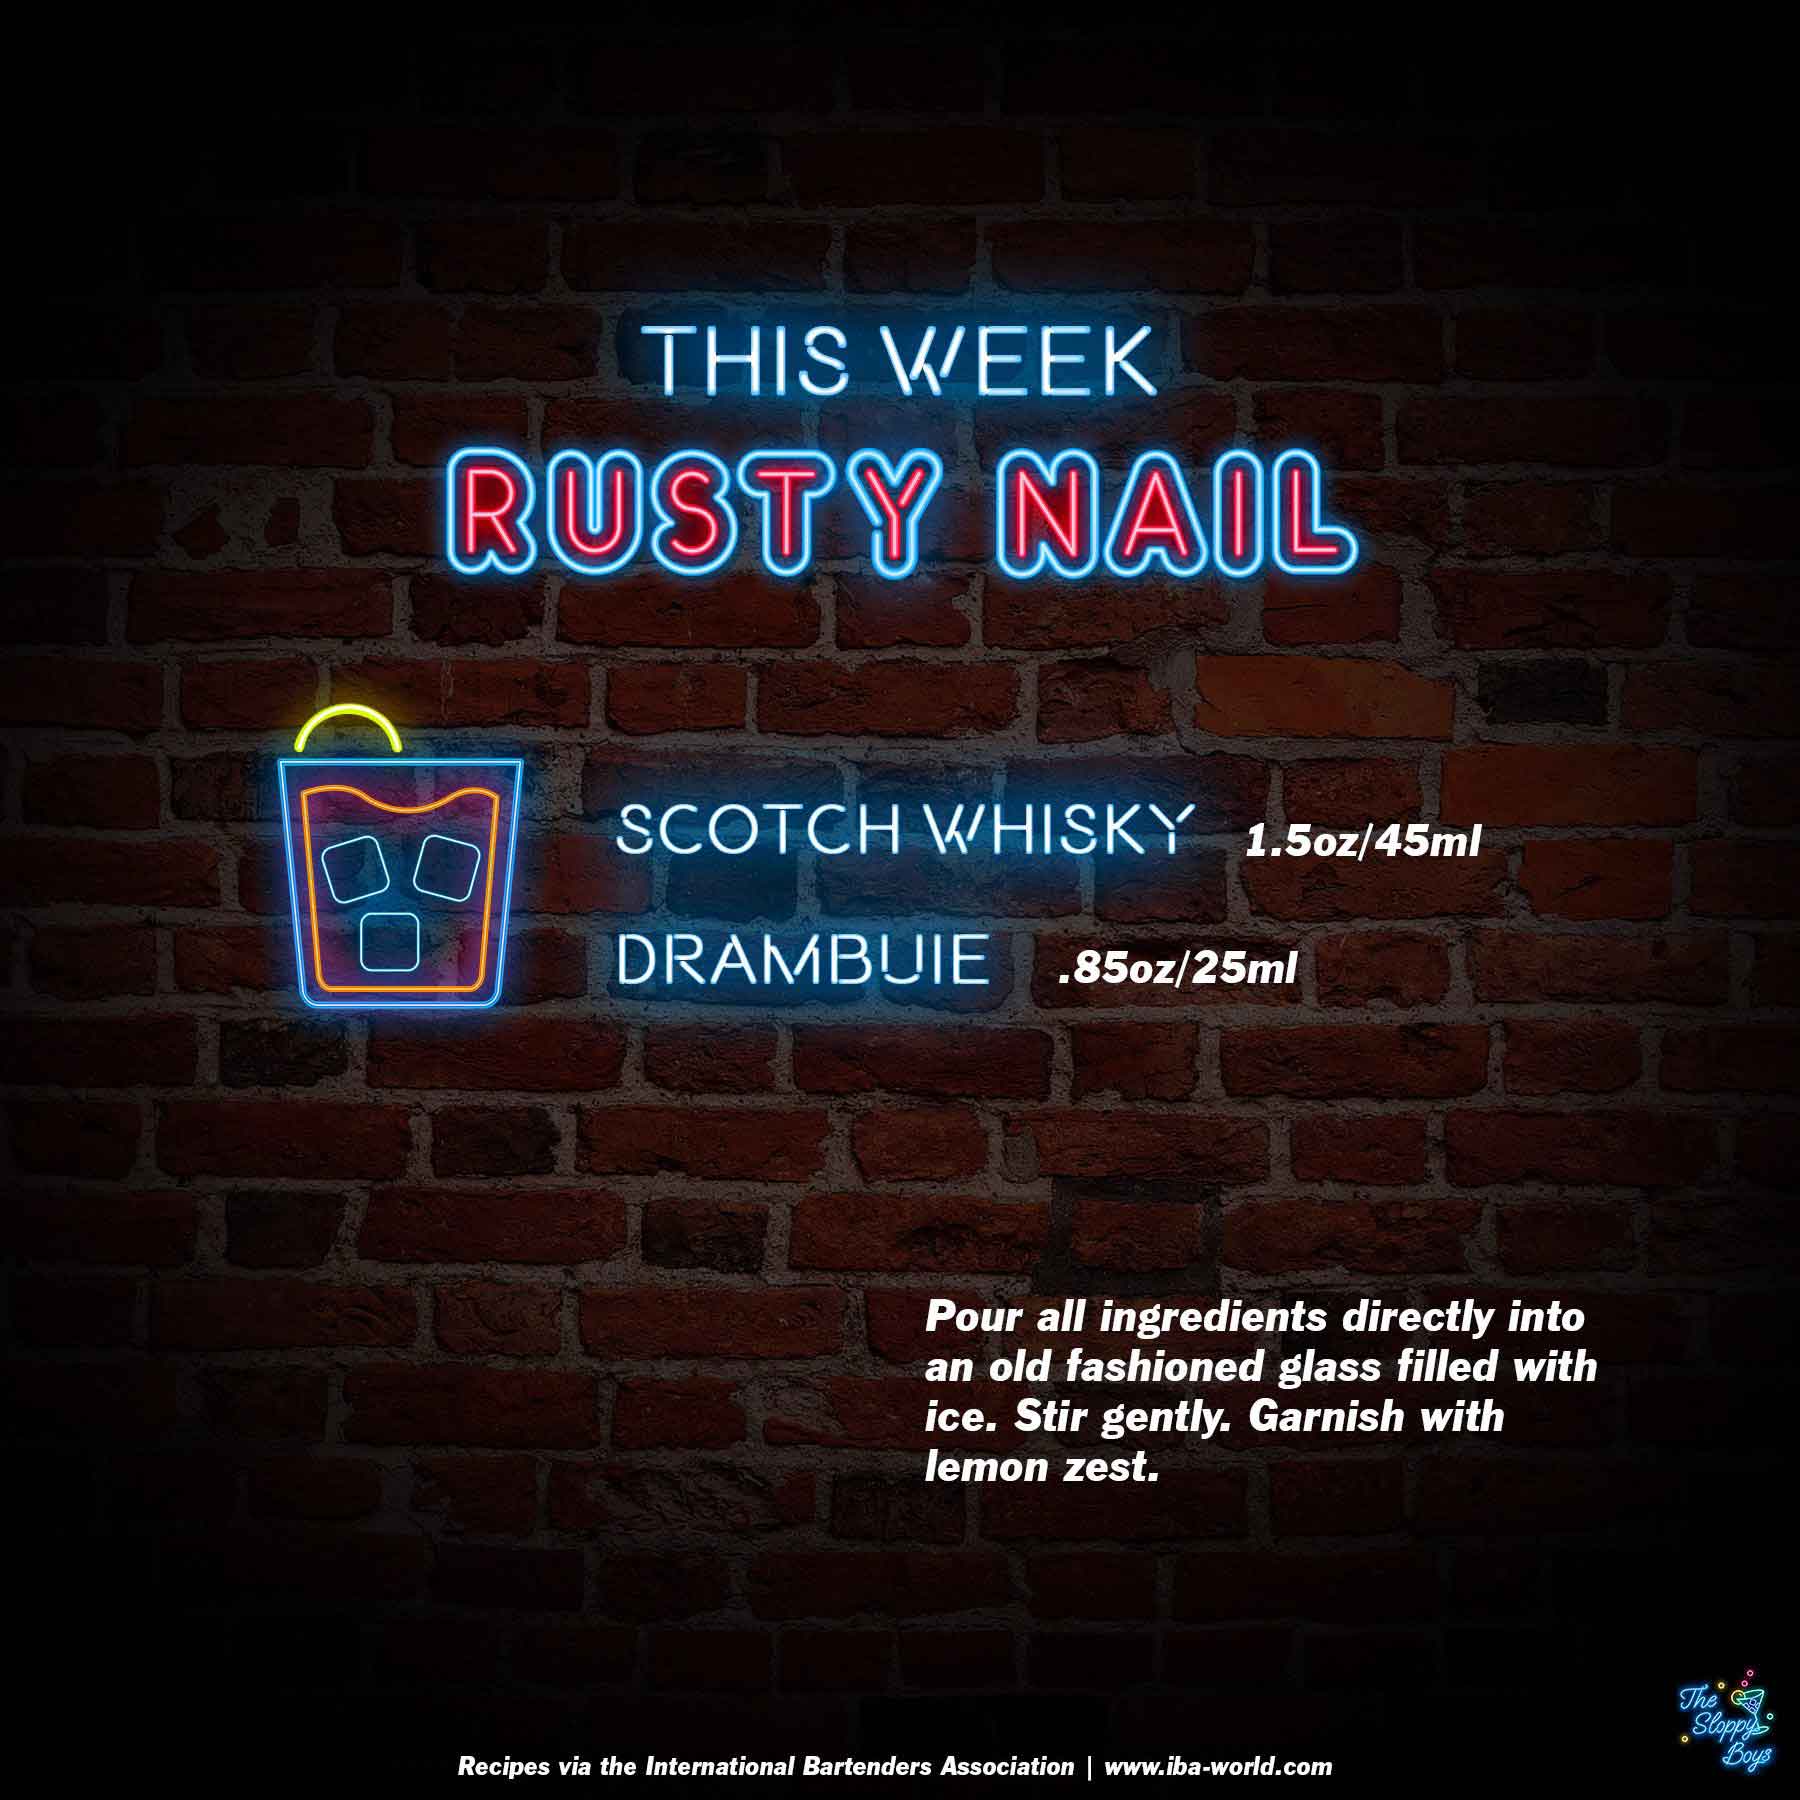 THIS WEEK
RUSTY NAIL
SCOTCH WHISKY 1.5oz/45ml
DRAMBUIE .85oz/25ml
Pour all ingredients directly into
an old fashioned glass filled with
ice. Stir gently. Garnish with
lemon zest.
The
Sloppy
Boys
Recipes via the International Bartenders Association | www.iba-world.com